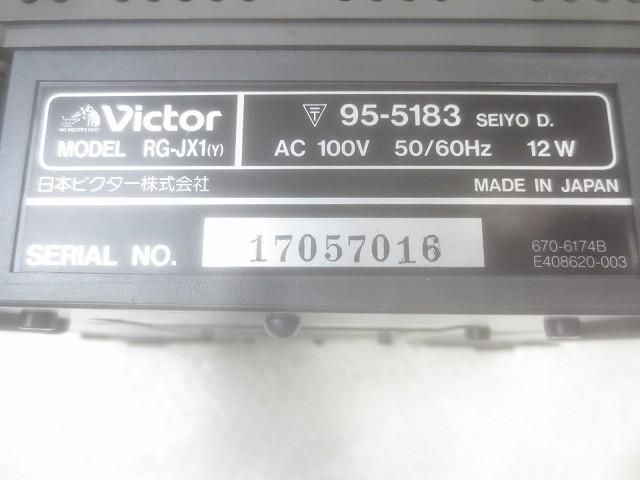 "HIS MASTER'S VOICE"
Victor
MODEL RG-JX1(Y)
〒 95-5183 SEIYO D.
AC 100V 50/60Hz 12W
日本ビクター株式会社
MADE IN JAPAN
SERIAL NO. 17057016
670-6174B
E408620-003